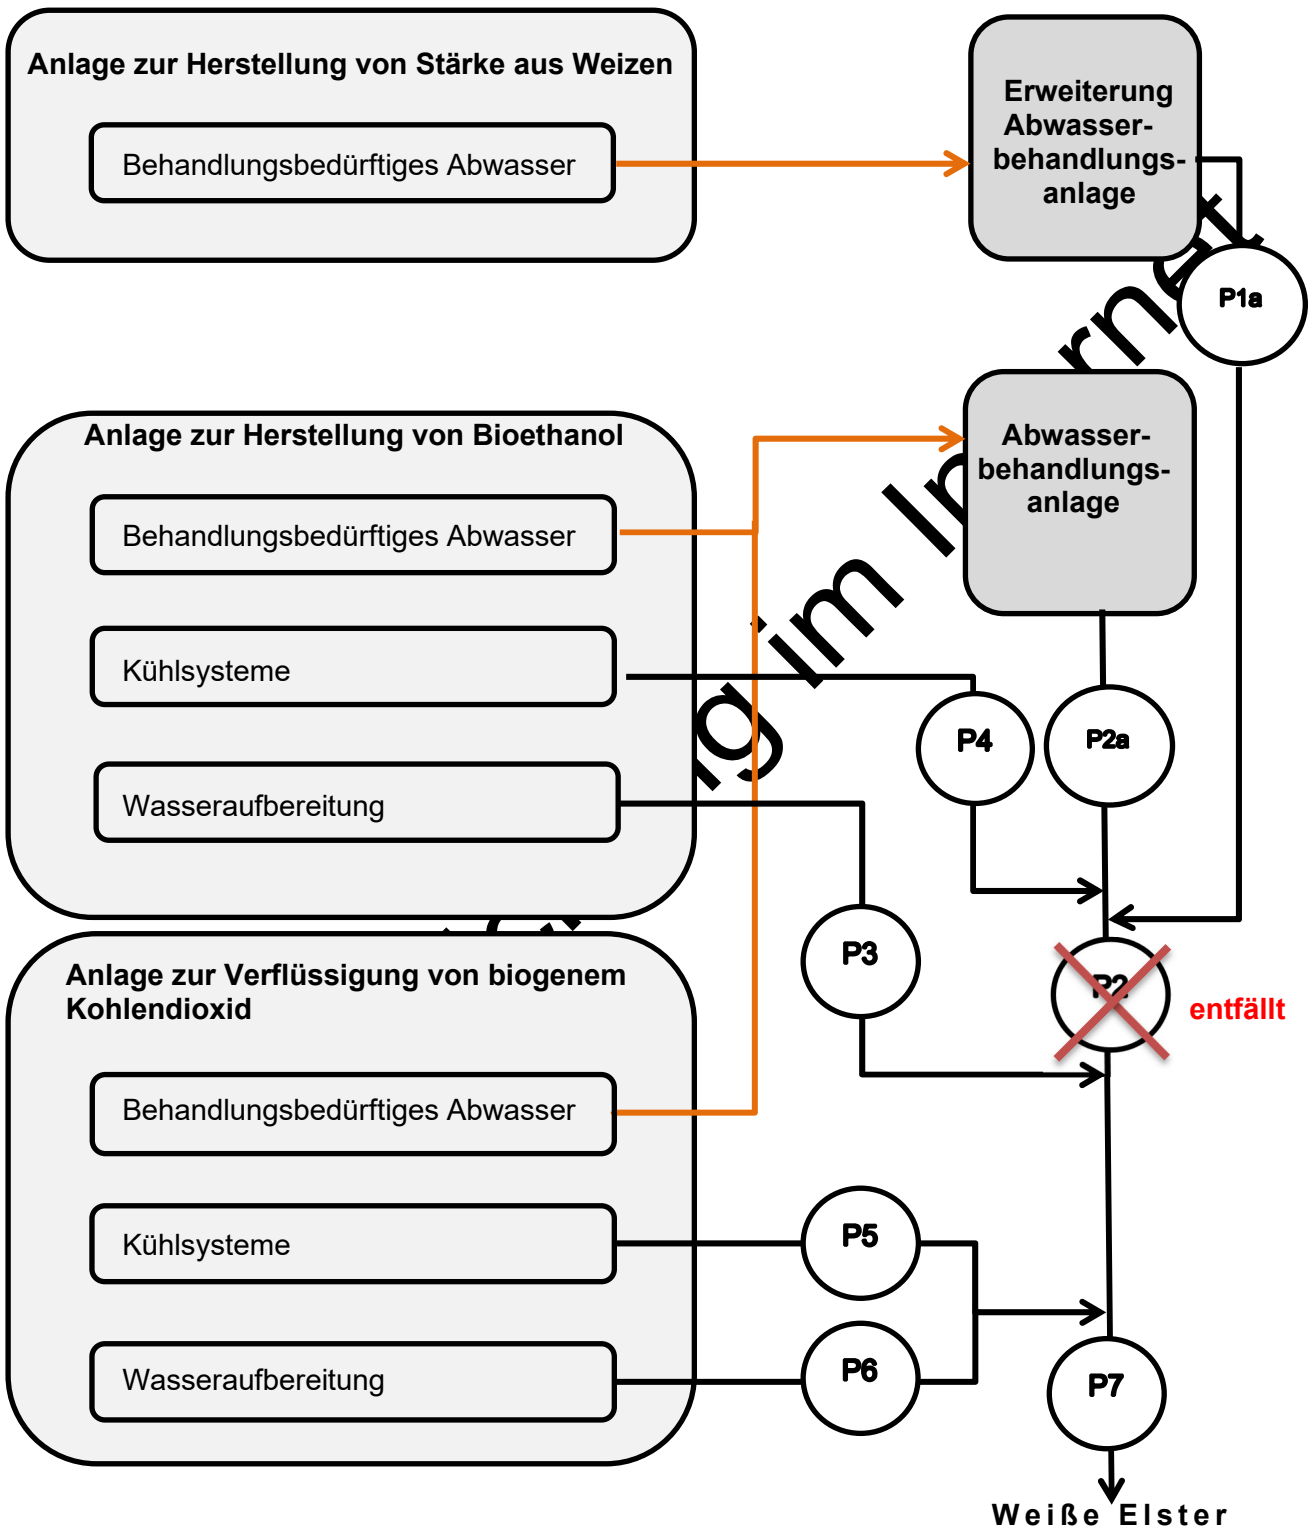 Anlage zur Herstellung von Stärke aus Weizen
Behandlungsbedürftiges Abwasser
Erweiterung
Abwasser-
behandlungs-
anlage
P1a
Anlage zur Herstellung von Bioethanol
Behandlungsbedürftiges Abwasser
Kühlsysteme
Wasseraufbereitung
Abwasser-
behandlungs-
anlage
P4
P2a
P3
P2
entfällt
Anlage zur Verflüssigung von biogenem
Kohlendioxid
Behandlungsbedürftiges Abwasser
Kühlsysteme
Wasseraufbereitung
P5
P6
P7
Weiße Elster
im